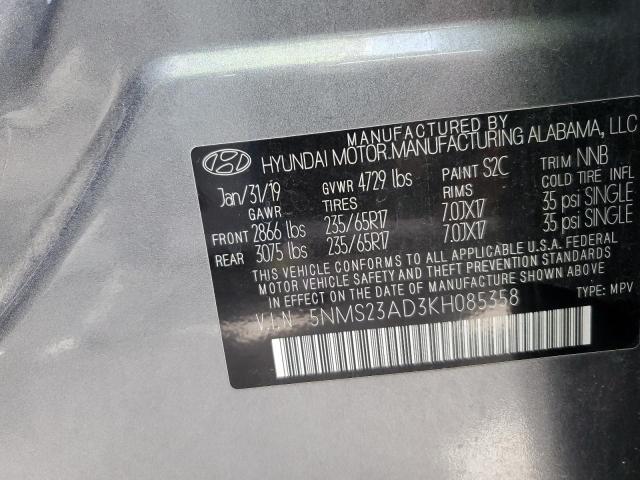 MANUFACTURED BY
HYUNDAI MOTOR MANUFACTURING ALABAMA, LLC
Jan/31/19 GVWR 4729 lbs PAINT S2C TRIM NNB
GAWR TIRES RIMS COLD TIRE INFL
FRONT 2866 lbs 235/65R17 7.0JX17 35 psi SINGLE
REAR 3075 lbs 235/65R17 7.0JX17 35 psi SINGLE
THIS VEHICLE CONFORMS TO ALL APPLICABLE U.S.A. FEDERAL
MOTOR VEHICLE SAFETY AND THEFT PREVENTION STANDARDS
IN EFFECT ON THE DATE OF MANUFACTURE SHOWN ABOVE.
V.I.N 5NMS23AD3KH085358 TYPE: MPV